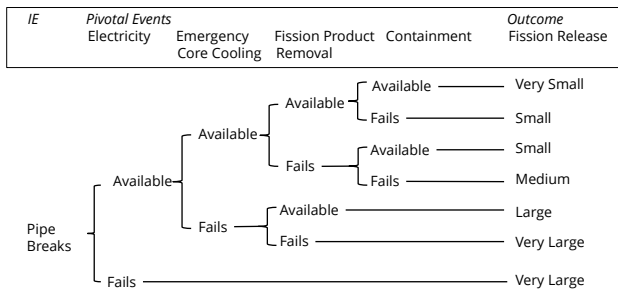 IE Pivotal Events Outcome
Electricity Emergency Fission Product Containment Fission Release
Core Cooling Removal
Available Very Small
Available
Fails Small
Available
Available Small
Fails
Fails Medium
Available
Available Large
Fails
Fails Very Large
Pipe
Breaks
Fails Very Large